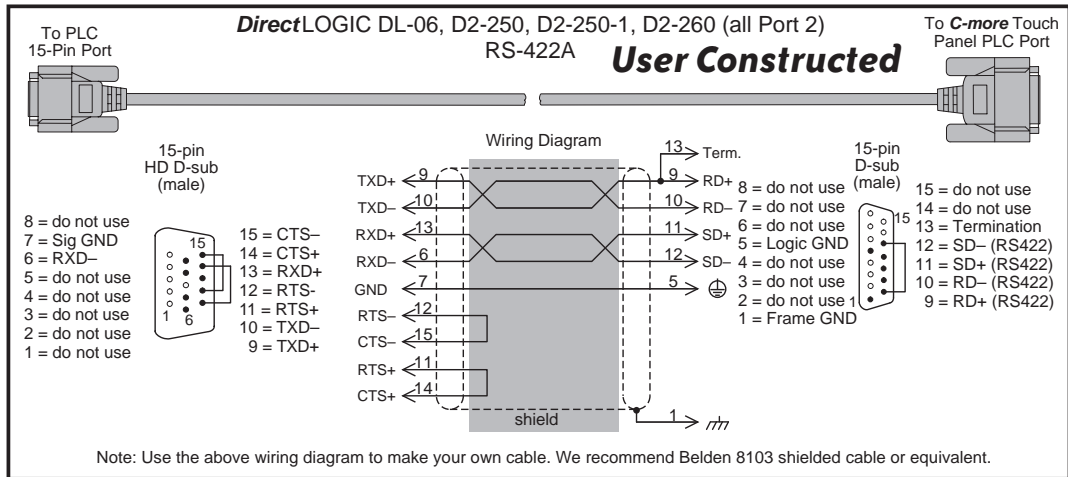 DirectLOGIC DL-06, D2-250, D2-250-1, D2-260 (all Port 2)
RS-422A
User Constructed
To PLC
15-Pin Port
To C-more Touch
Panel PLC Port
15-pin
HD D-sub
(male)
8 = do not use
7 = Sig GND
6 = RXD–
5 = do not use
4 = do not use
3 = do not use
2 = do not use
1 = do not use
15
1
6
15 = CTS–
14 = CTS+
13 = RXD+
12 = RTS-
11 = RTS+
10 = TXD–
9 = TXD+
Wiring Diagram
13 Term.
TXD+ 9 9 RD+
TXD– 10 10 RD–
RXD+ 13 11 SD+
RXD– 6 12 SD–
GND 7 5
RTS– 12
CTS– 15
RTS+ 11
CTS+ 14
shield
1
8 = do not use
7 = do not use
6 = do not use
5 = Logic GND
4 = do not use
3 = do not use
2 = do not use
1 = Frame GND
15-pin
D-sub
(male)
15
1
15 = do not use
14 = do not use
13 = Termination
12 = SD– (RS422)
11 = SD+ (RS422)
10 = RD– (RS422)
9 = RD+ (RS422)
Note: Use the above wiring diagram to make your own cable. We recommend Belden 8103 shielded cable or equivalent.